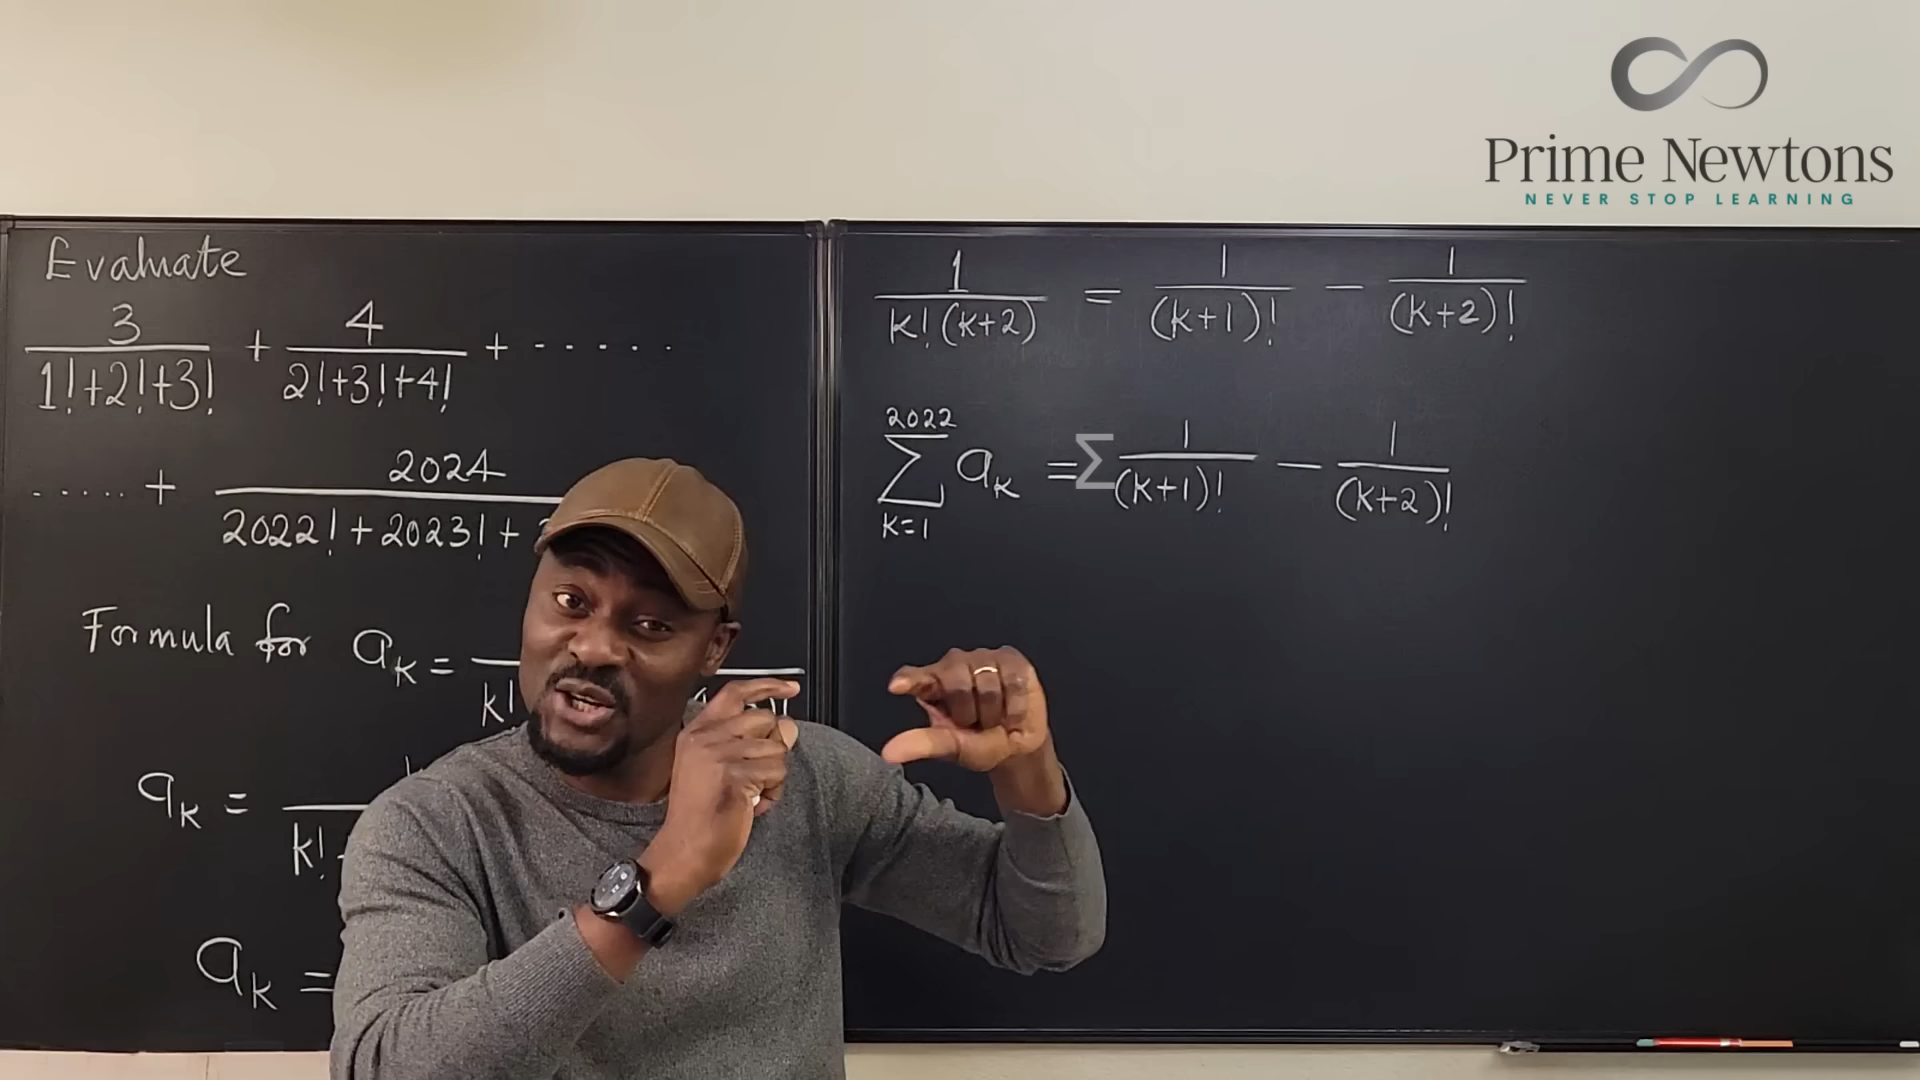 Prime Newtons
NEVER STOP LEARNING
Evaluate
3/(1!+2!+3!) + 4/(2!+3!+4!) + · · · · ·
· · · · · + 2024/(2022! + 2023! +
Formula for a_k =
k!
a_k =
k!
a_k =
1/(k!(k+2)) = 1/(k+1)! − 1/(k+2)!
∑_{k=1}^{2022} a_k = ∑ 1/(k+1)! − 1/(k+2)!